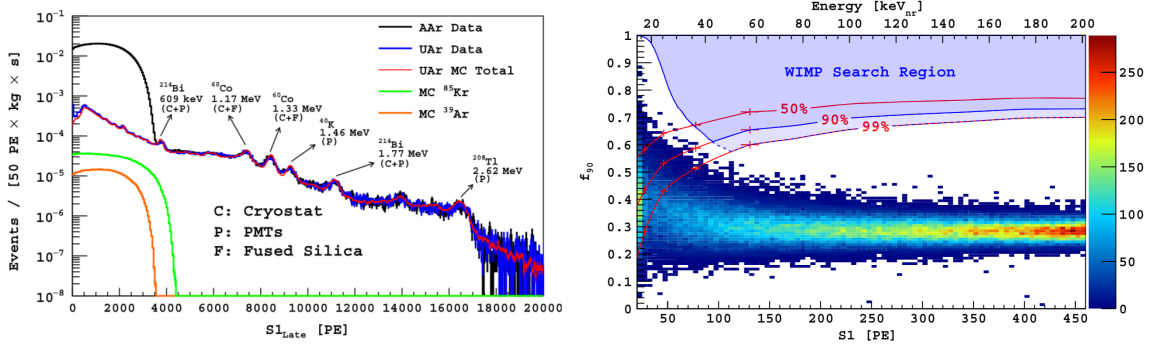 10⁻¹
10⁻²
10⁻³
10⁻⁴
10⁻⁵
10⁻⁶
10⁻⁷
10⁻⁸
Events / [50 PE × kg × s]
AAr Data
UAr Data
UAr MC Total
MC ⁸⁵Kr
MC ³⁹Ar
²¹⁴Bi
609 keV
(C+P)
⁶⁰Co
1.17 MeV
(C+F)
⁶⁰Co
1.33 MeV
(C+F)
⁴⁰K
1.46 MeV
(P)
²¹⁴Bi
1.77 MeV
(C+P)
²⁰⁸Tl
2.62 MeV
(P)
C: Cryostat
P: PMTs
F: Fused Silica
0 2000 4000 6000 8000 10000 12000 14000 16000 18000 20000
S1Late [PE]
Energy [keVnr]
20 40 60 80 100 120 140 160 180 200
WIMP Search Region
50%
90%
99%
f₉₀
1
0.9
0.8
0.7
0.6
0.5
0.4
0.3
0.2
0.1
0
50 100 150 200 250 300 350 400 450
S1 [PE]
250
200
150
100
50
0